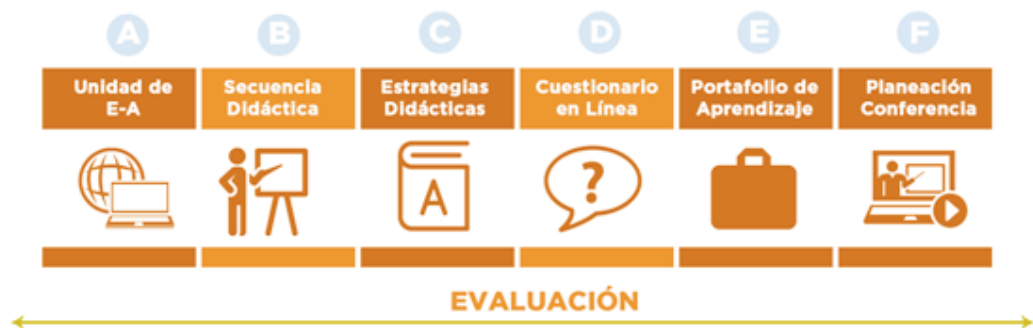 A B C D E F
Unidad de E-A
Secuencia Didáctica
Estrategias Didácticas
Cuestionario en Línea
Portafolio de Aprendizaje
Planeación Conferencia
A
?
EVALUACIÓN